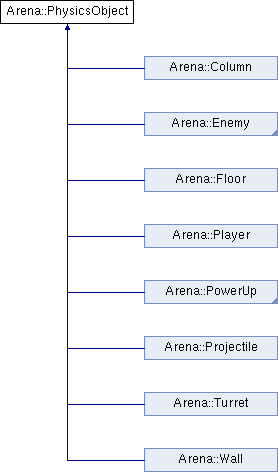 Arena::PhysicsObject
Arena::Column
Arena::Enemy
Arena::Floor
Arena::Player
Arena::PowerUp
Arena::Projectile
Arena::Turret
Arena::Wall